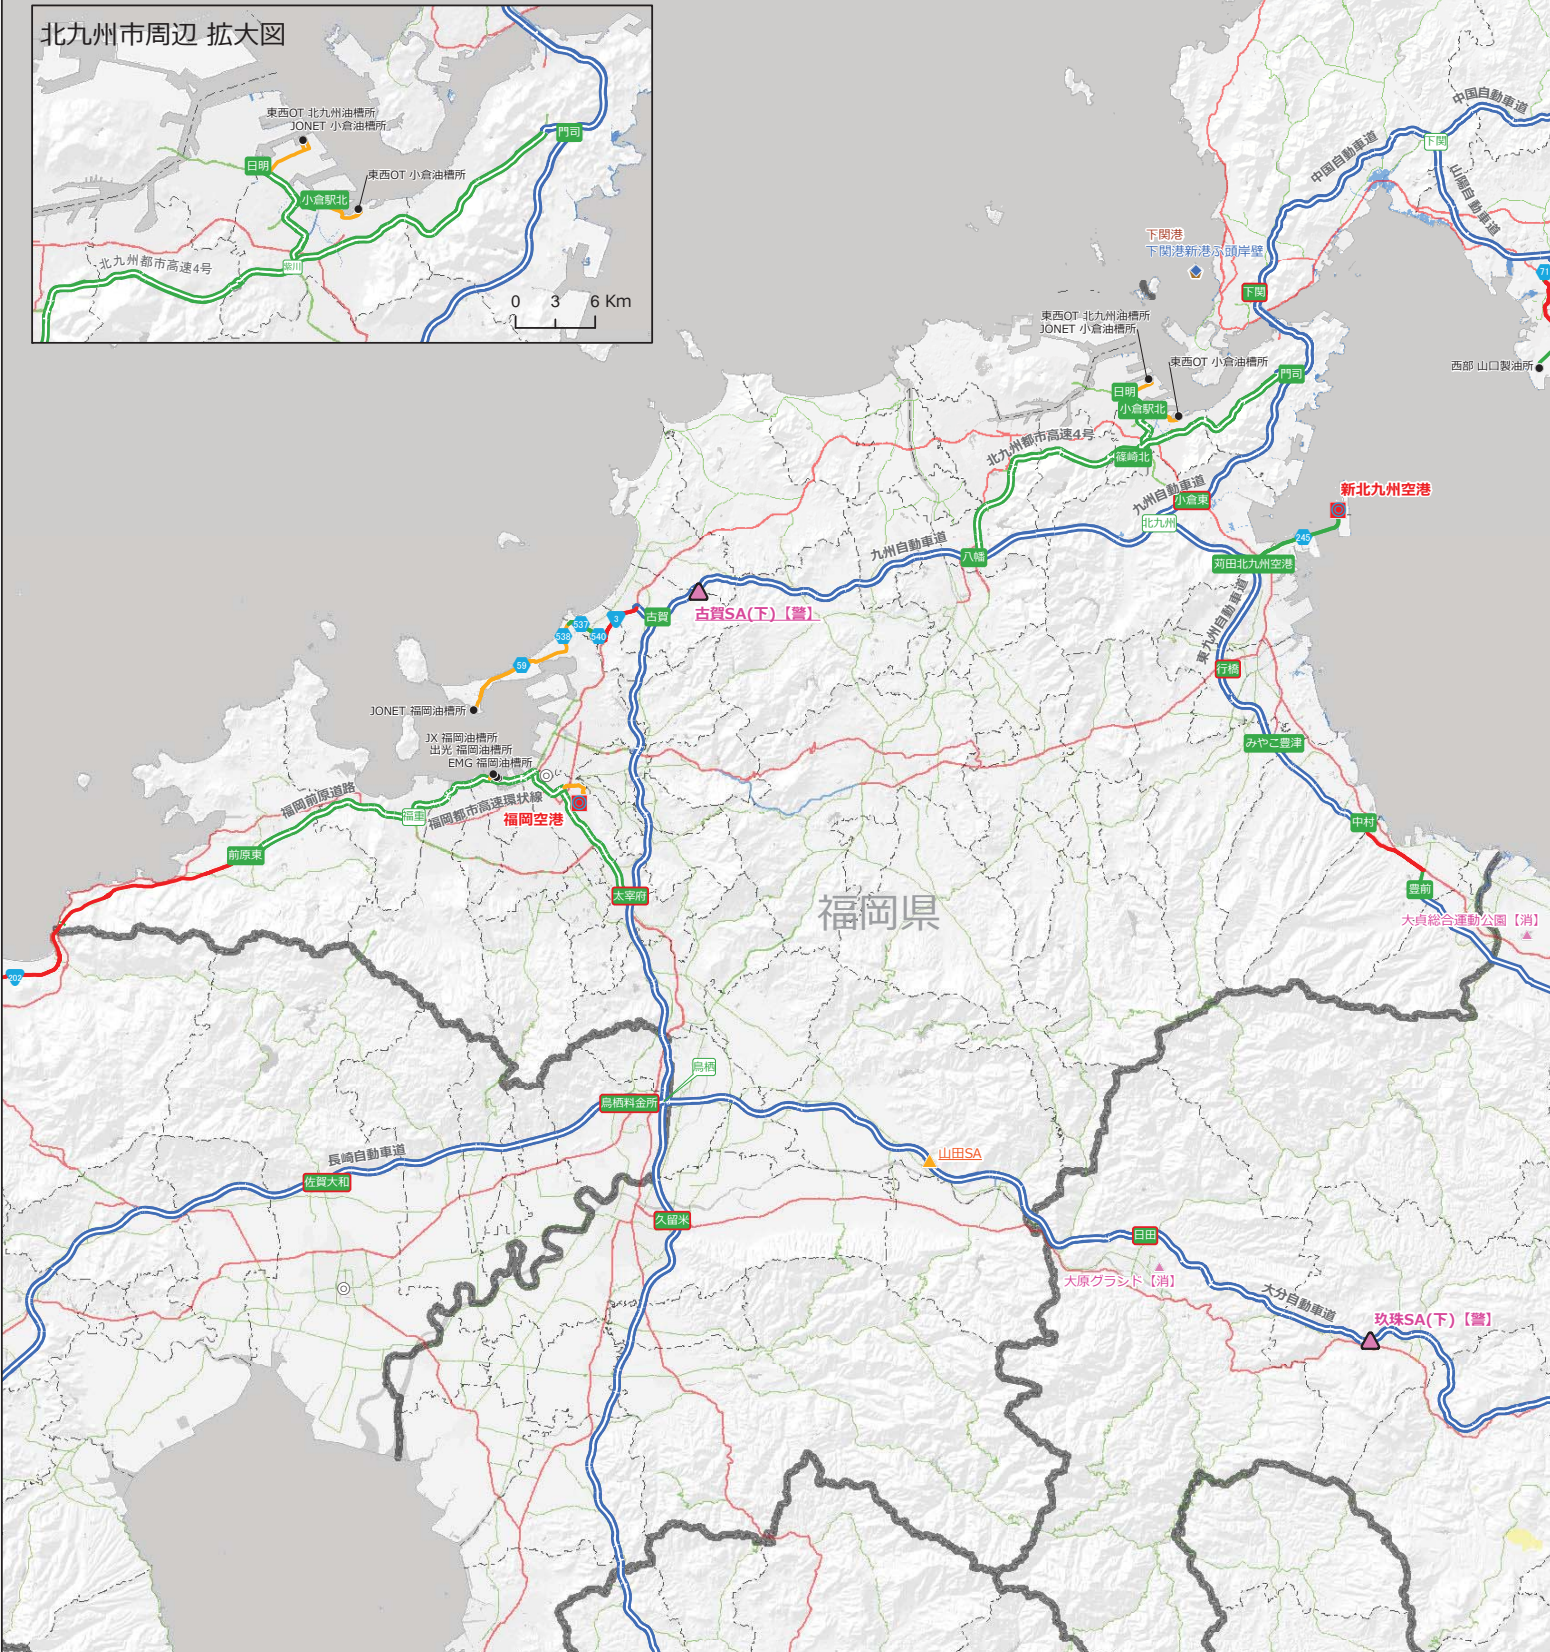 北九州市周辺 拡大図
東西OT 北九州油槽所
JONET 小倉油槽所
門司
日明
東西OT 小倉油槽所
小倉駅北
北九州都市高速4号
紫川
0 3 6 Km
中国自動車道
中国自動車道
下関
山陽自動車道
下関港
下関港新港ふ頭岸壁
71
下関
東西OT 北九州油槽所
JONET 小倉油槽所
東西OT 小倉油槽所
西部 山口製油所
門司
日明
小倉駅北
北九州都市高速4号
篠崎北
九州自動車道
小倉東
新北九州空港
北九州
245
九州自動車道
八幡
苅田北九州空港
古賀SA(下)【警】
古賀
3
537
538
540
東九州自動車道
59
行橋
JONET 福岡油槽所
JX 福岡油槽所
出光 福岡油槽所
EMG 福岡油槽所
みやこ豊津
福岡前原道路
福岡都市高速環状線
福重
福岡空港
中村
前原東
豊前
太宰府
福岡県
大貞総合運動公園【消】
202
鳥栖
鳥栖料金所
長崎自動車道
山田SA
佐賀大和
久留米
日田
大原グランド【消】
大分自動車道
玖珠SA(下)【警】